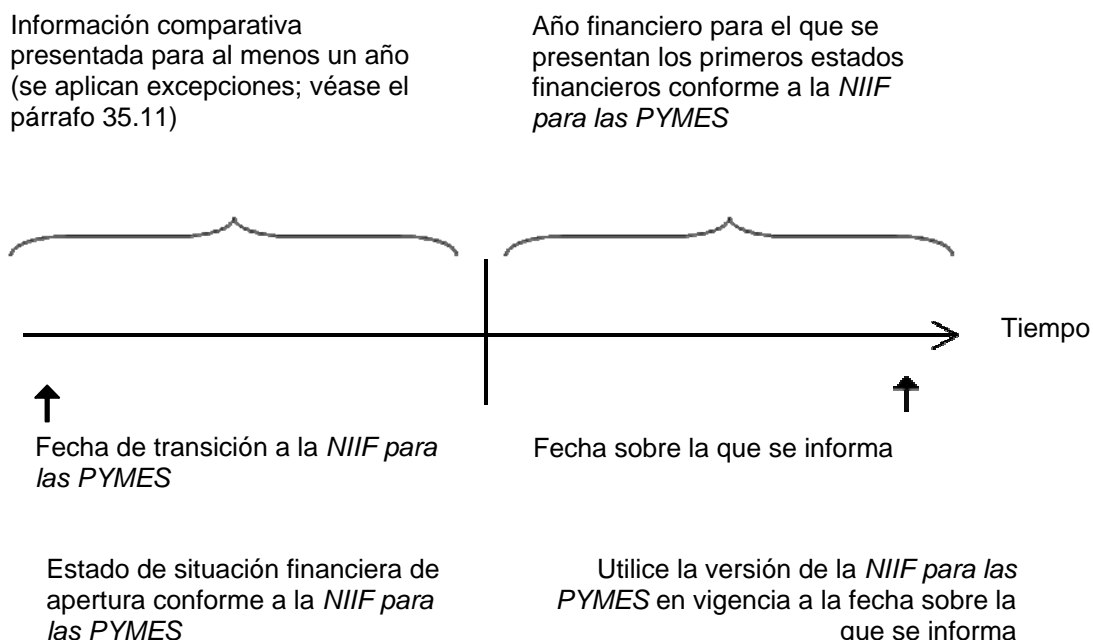 Información comparativa
presentada para al menos un año
(se aplican excepciones; véase el
párrafo 35.11)
Año financiero para el que se
presentan los primeros estados
financieros conforme a la NIIF
para las PYMES
Tiempo
Fecha de transición a la NIIF para
las PYMES
Fecha sobre la que se informa
Estado de situación financiera de
apertura conforme a la NIIF para
las PYMES
Utilice la versión de la NIIF para las
PYMES en vigencia a la fecha sobre la
que se informa